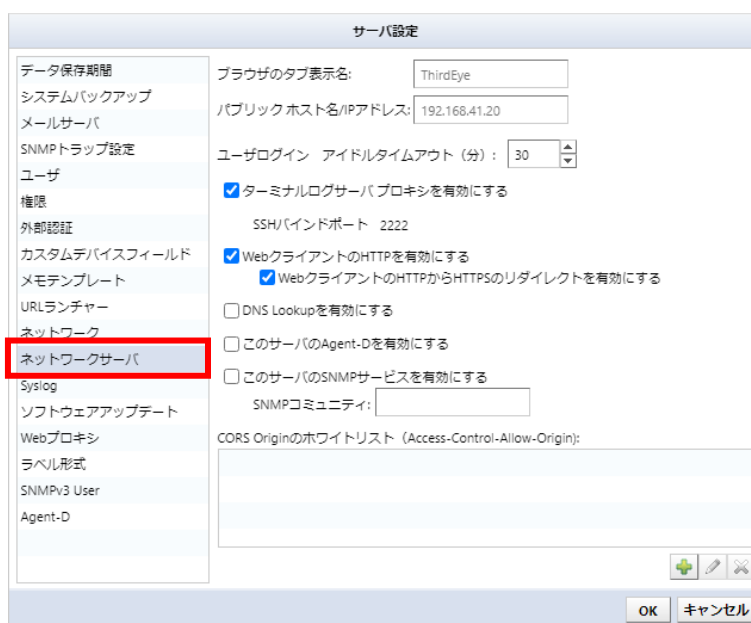 サーバ設定
データ保存期間
システムバックアップ
メールサーバ
SNMPトラップ設定
ユーザ
権限
外部認証
カスタムデバイスフィールド
メモテンプレート
URLランチャー
ネットワーク
ネットワークサーバ
Syslog
ソフトウェアアップデート
Webプロキシ
ラベル形式
SNMPv3 User
Agent-D
ブラウザのタブ表示名: ThirdEye
パブリック ホスト名/IPアドレス: 192.168.41.20
ユーザログイン アイドルタイムアウト（分）: 30
ターミナルログサーバ プロキシを有効にする
SSHバインドポート 2222
WebクライアントのHTTPを有効にする
WebクライアントのHTTPからHTTPSのリダイレクトを有効にする
DNS Lookupを有効にする
このサーバのAgent-Dを有効にする
このサーバのSNMPサービスを有効にする
SNMPコミュニティ:
CORS Originのホワイトリスト（Access-Control-Allow-Origin):
OK キャンセル